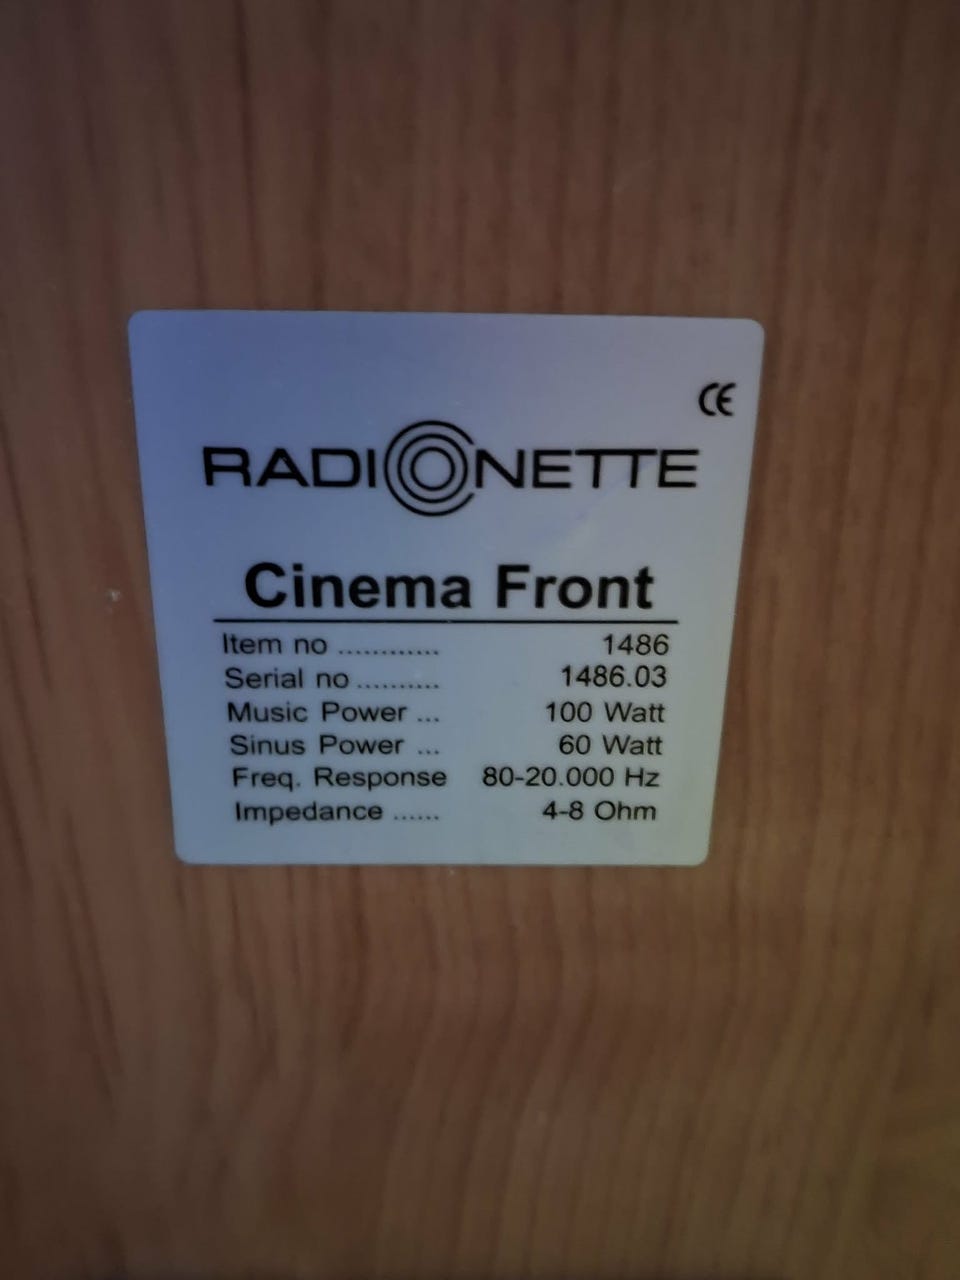 CE
RADIONETTE
Cinema Front
Item no ............ 1486
Serial no .......... 1486.03
Music Power ... 100 Watt
Sinus Power ... 60 Watt
Freq. Response 80-20.000 Hz
Impedance ...... 4-8 Ohm